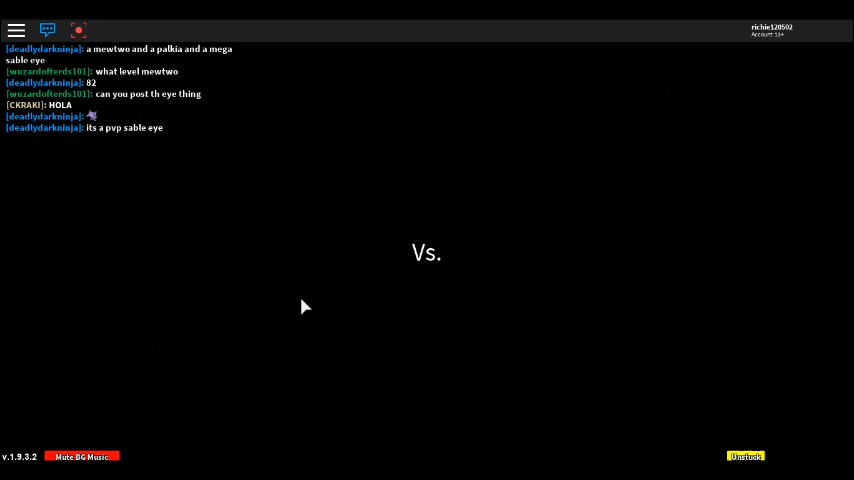 richie120502
Account: 13+
[deadlydarkninja]: a mewtwo and a palkia and a mega
sable eye
[wuzardofterds101]: what level mewtwo
[deadlydarkninja]: 82
[wuzardofterds101]: can you post th eye thing
[CKRAKI]: HOLA
[deadlydarkninja]:
[deadlydarkninja]: its a pvp sable eye
Vs.
v.1.9.3.2 Mute BG Music Unstuck